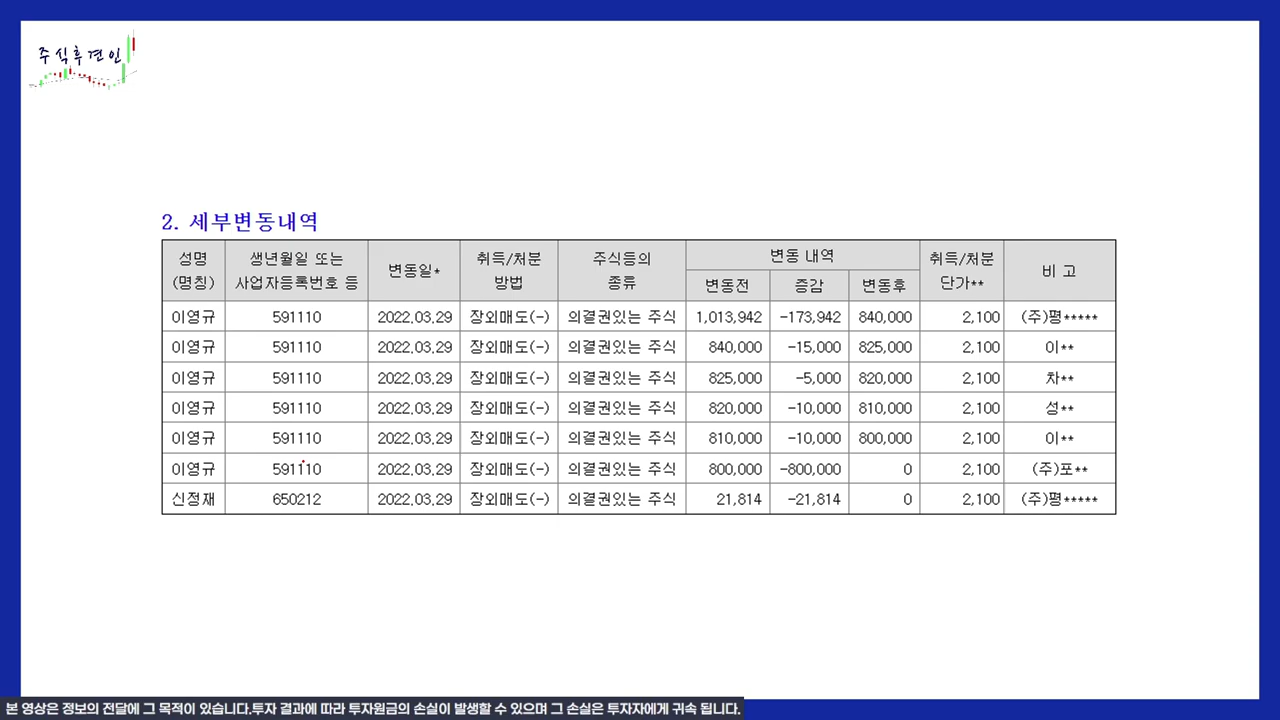 주식후견인
2. 세부변동내역
성명 (명칭) 생년월일 또는 사업자등록번호 등 변동일* 취득/처분 방법 주식등의 종류 변동 내역 취득/처분 단가** 비 고
변동전 증감 변동후
이영규 591110 2022.03.29 장외매도(-) 의결권있는 주식 1,013,942 -173,942 840,000 2,100 (주)평*****
이영규 591110 2022.03.29 장외매도(-) 의결권있는 주식 840,000 -15,000 825,000 2,100 이**
이영규 591110 2022.03.29 장외매도(-) 의결권있는 주식 825,000 -5,000 820,000 2,100 차**
이영규 591110 2022.03.29 장외매도(-) 의결권있는 주식 820,000 -10,000 810,000 2,100 성**
이영규 591110 2022.03.29 장외매도(-) 의결권있는 주식 810,000 -10,000 800,000 2,100 이**
이영규 591110 2022.03.29 장외매도(-) 의결권있는 주식 800,000 -800,000 0 2,100 (주)포**
신정재 650212 2022.03.29 장외매도(-) 의결권있는 주식 21,814 -21,814 0 2,100 (주)평*****
본 영상은 정보의 전달에 그 목적이 있습니다.투자 결과에 따라 투자원금의 손실이 발생할 수 있으며 그 손실은 투자자에게 귀속 됩니다.